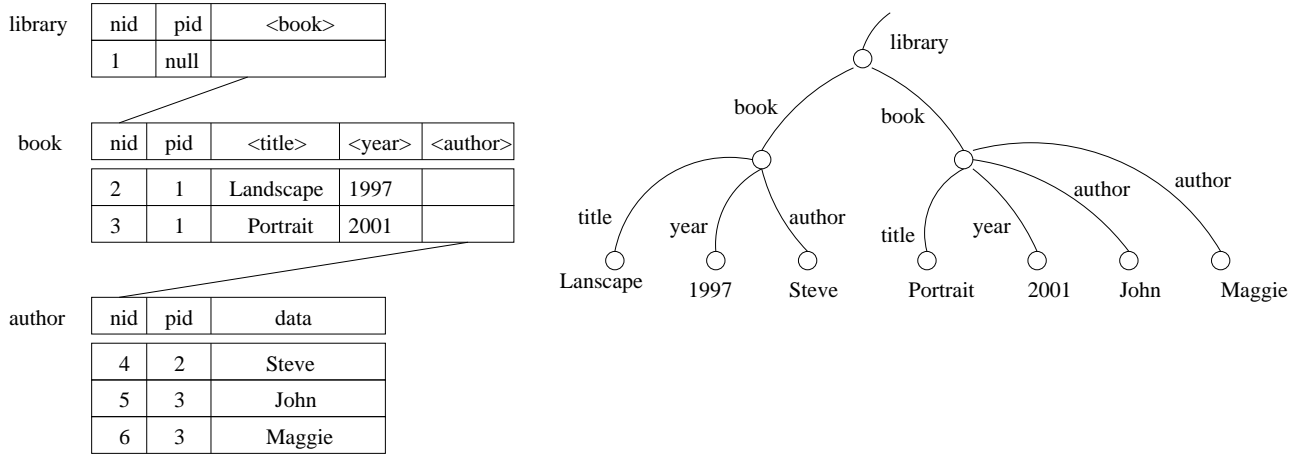 library nid pid <book>
1 null
book nid pid <title> <year> <author>
2 1 Landscape 1997
3 1 Portrait 2001
author nid pid data
4 2 Steve
5 3 John
6 3 Maggie
library
book book
title year author title year author author
Lanscape 1997 Steve Portrait 2001 John Maggie